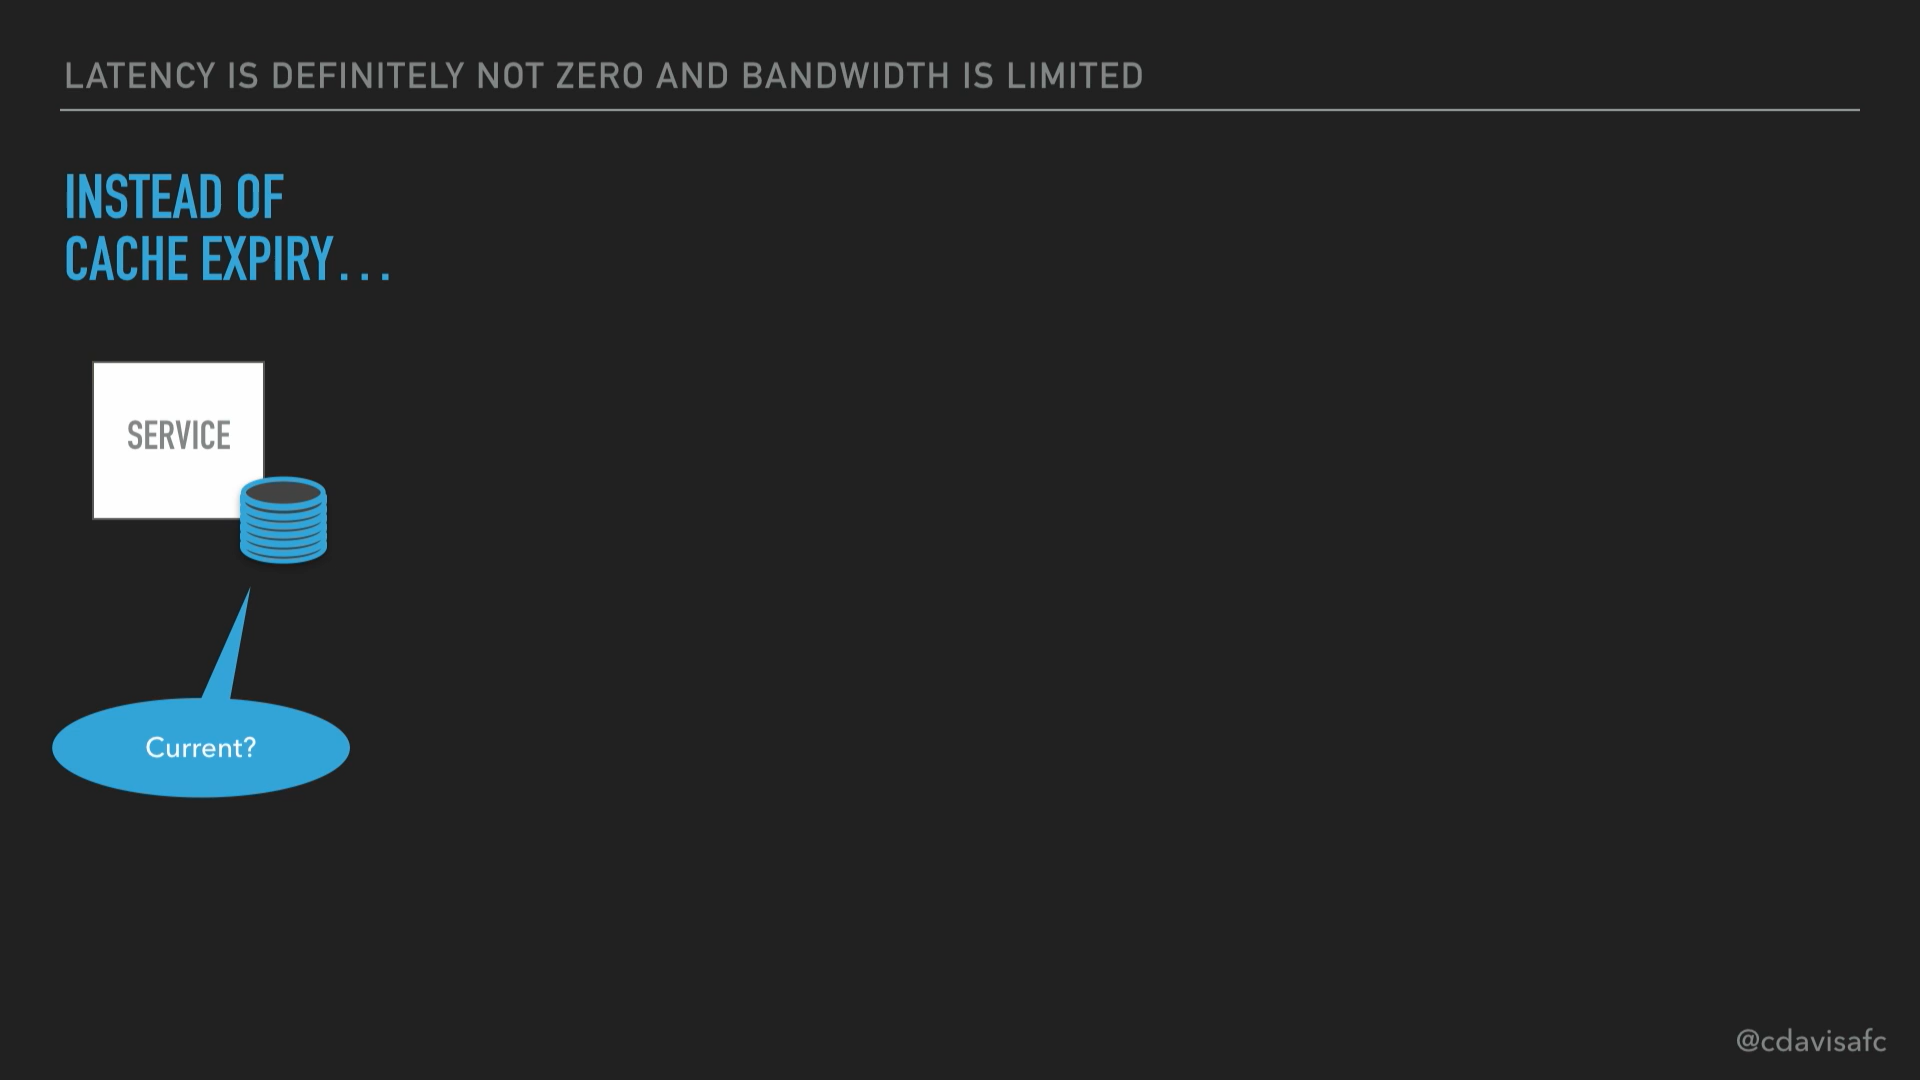 LATENCY IS DEFINITELY NOT ZERO AND BANDWIDTH IS LIMITED
INSTEAD OF
CACHE EXPIRY...
SERVICE
Current?
@cdavisafc